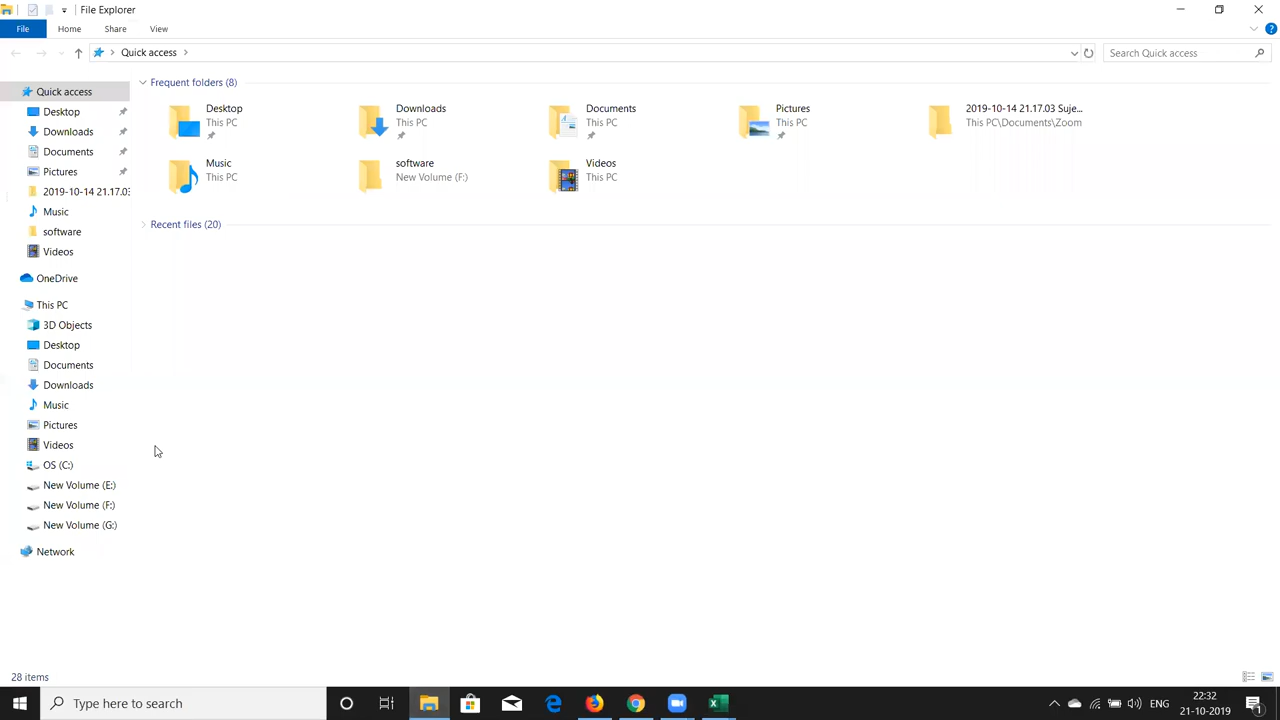 File Explorer
File
Home
Share
View
Quick access
Search Quick access
Quick access
Desktop
Downloads
Documents
Pictures
2019-10-14 21.17.03
Music
software
Videos
OneDrive
This PC
3D Objects
Desktop
Documents
Downloads
Music
Pictures
Videos
OS (C:)
New Volume (E:)
New Volume (F:)
New Volume (G:)
Network
Frequent folders (8)
Desktop
This PC
Downloads
This PC
Documents
This PC
Pictures
This PC
2019-10-14 21.17.03 Suje...
This PC\Documents\Zoom
Music
This PC
software
New Volume (F:)
Videos
This PC
Recent files (20)
28 items
Type here to search
ENG
22:32
21-10-2019
1